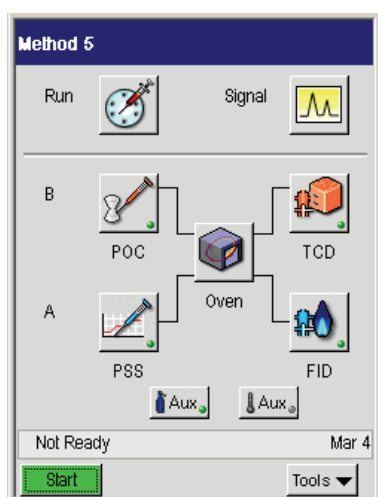 Method 5
Run Signal
B
POC TCD
Oven
A
PSS FID
Aux Aux
Not Ready Mar 4
Start Tools